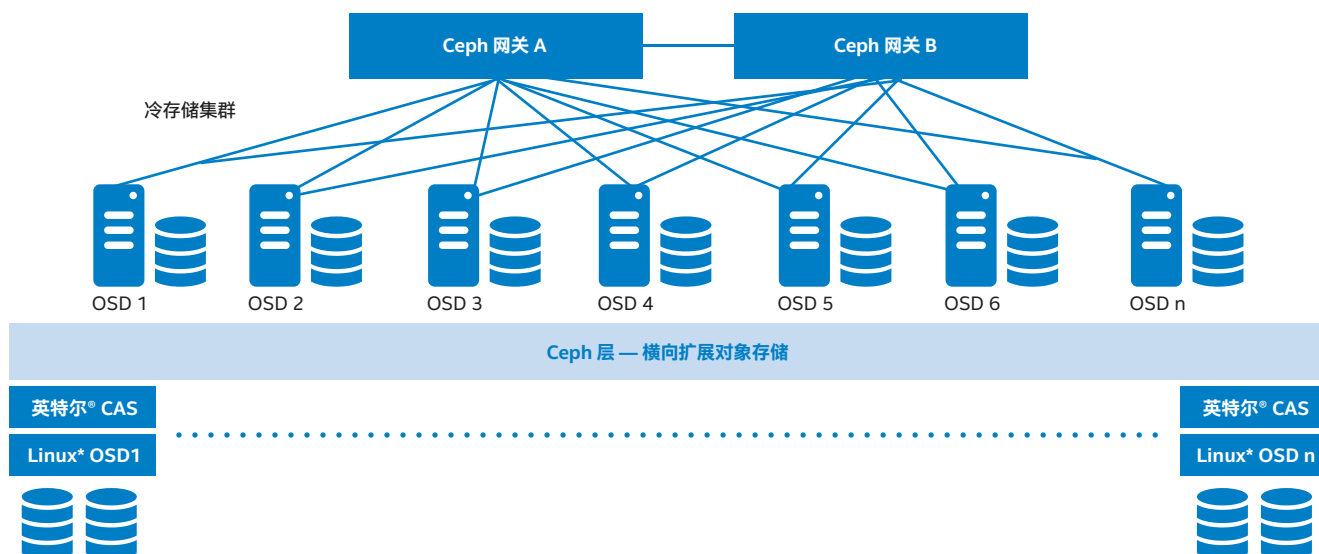 Ceph 网关 A
Ceph 网关 B
冷存储集群
OSD 1
OSD 2
OSD 3
OSD 4
OSD 5
OSD 6
OSD n
Ceph 层 — 横向扩展对象存储
英特尔® CAS
英特尔® CAS
Linux* OSD1
Linux* OSD n